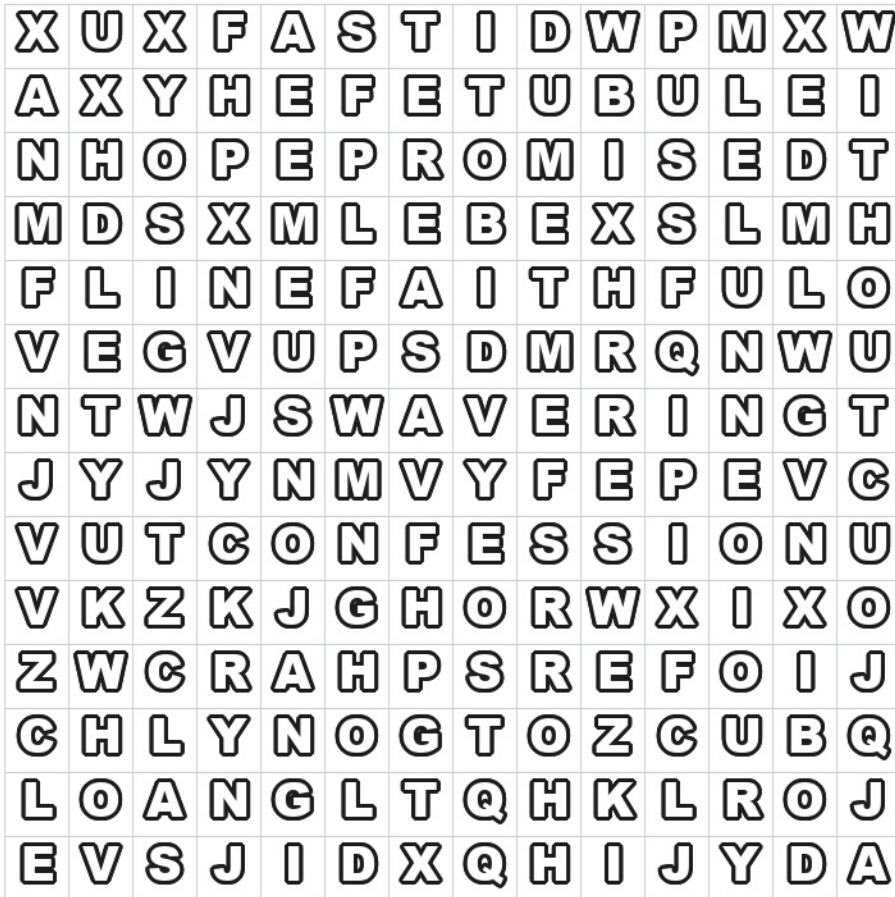 X U X F A S T I D W P M X W
A X Y H E F E T U B U L E I
N H O P E P R O M I S E D T
M D S X M L E B E X S L M H
F L I N E F A I T H F U L O
V E G V U P S D M R Q N W U
N T W J S W A V E R I N G T
J Y J Y N M V Y F E P E V C
V U T C O N F E S S I O N U
V K Z K J G H O R W X I X O
Z W C R A H P S R E F O I J
C H L Y N O G T O Z C U B Q
L O A N G L T Q H K L R O J
E V S J I D X Q H I J Y D A